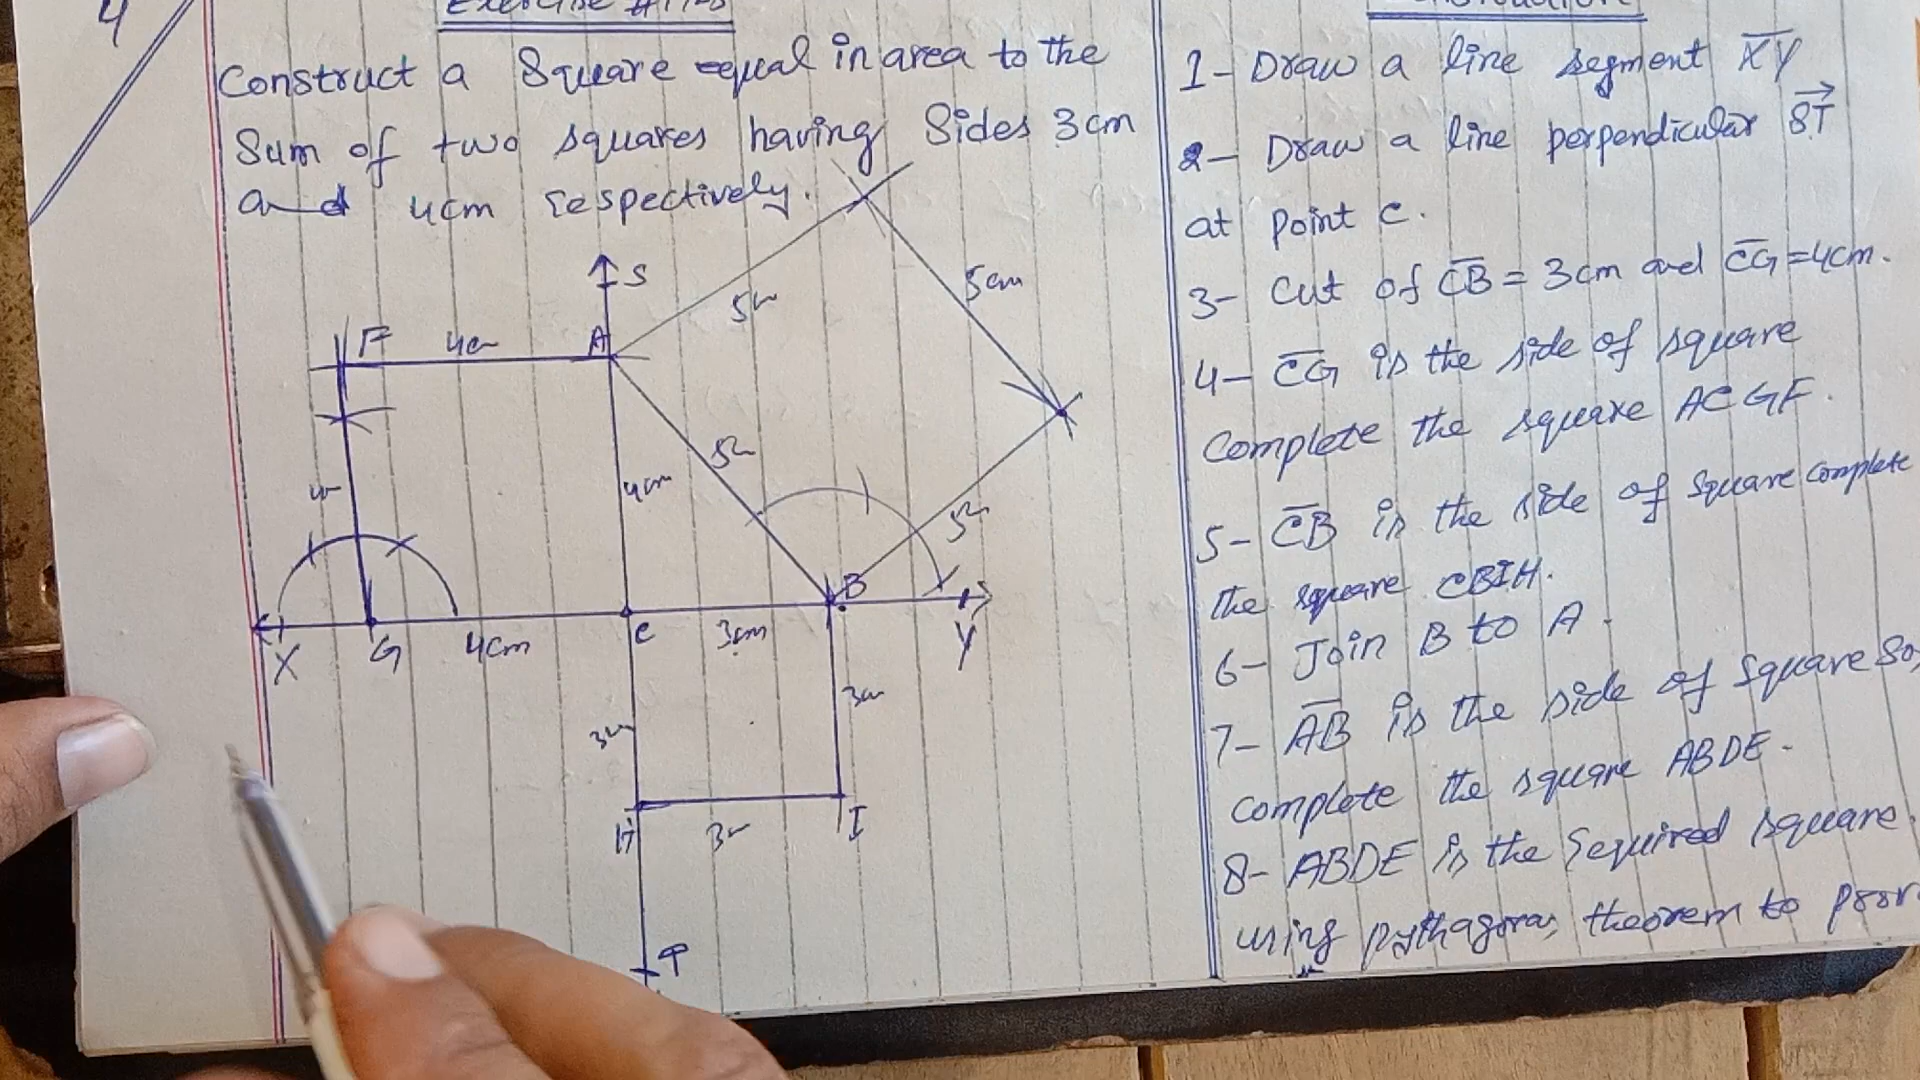 4
Construct a Square equal in area to the
Sum of two squares having Sides 3cm
and 4cm respectively.
S
5cm
5cm
F
4cm
A
5cm
4cm
5cm
B
X
G
4cm
C
3cm
Y
3cm
3cm
H
3cm
I
T
1- Draw a line segment XY
2- Draw a line perpendicular ST
at point C.
3- Cut of CB = 3cm and CG = 4cm.
4- CG is the side of square
Complete the square ACGF.
5- CB is the side of Square complete
the square CBIH.
6- Join B to A.
7- AB is the side of square So,
complete the square ABDE.
8- ABDE is the required square.
using pythagoras theorem to